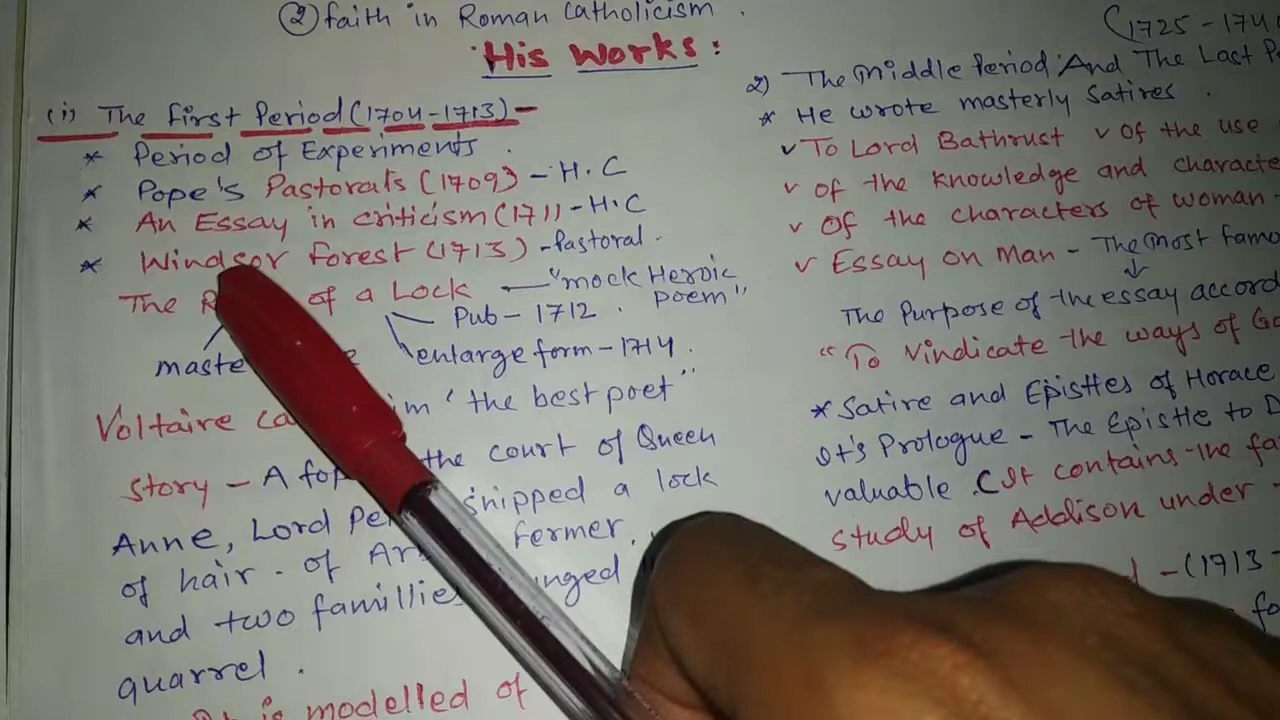 ② faith in Roman Catholicism .
His Works :
(i) The First Period (1704-1713) -
* Period of Experiments .
* Pope's Pastorals (1709) - H.C
* An Essay in criticism (1711 - H.C
* Windsor Forest (1713) - Pastoral .
The of a Lock — "mock Heroic poem"
Pub - 1712 .
enlarge form - 1714 .
Voltaire 'the best poet"
Story - A the court of Queen
Anne, Lord snipped a lock
of hair . of fermer .
and two famillies
quarrel .
is modelled of
(1725 - 174
2) The Middle Period And The Last
* He wrote masterly Satires .
✓ To Lord Bathrust ✓ Of the use
✓ of the Knowledge and
✓ Of the characters of woman .
✓ Essay on Man - The most
The Purpose of the essay
"To vindicate the ways of
* Satire and Epistles of Horace
It's Prologue - The Epistle to
valuable . (It contains the
study of Addison under
- (1713 -